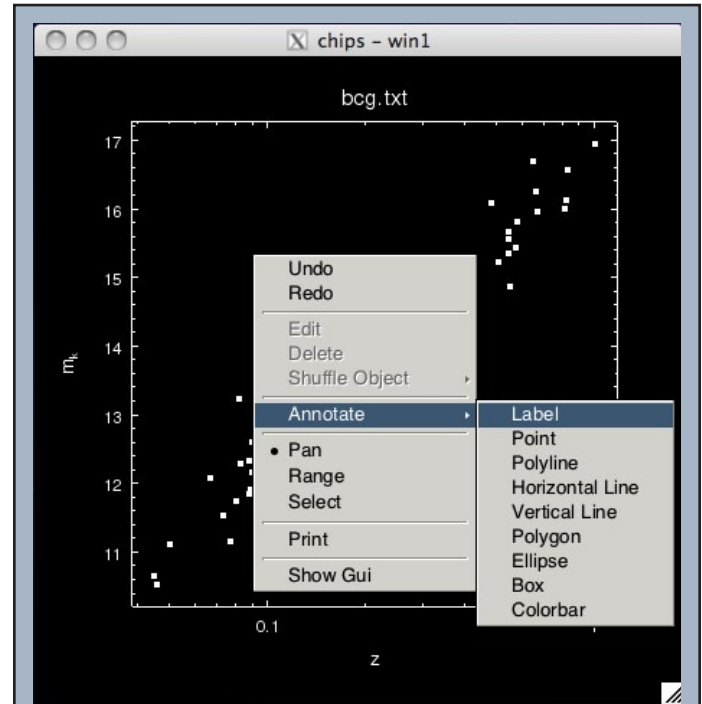 X chips – win1
bcg.txt
17
16
15
14
13
12
11
mk
0.1
z
Undo
Redo
Edit
Delete
Shuffle Object
Annotate
Pan
Range
Select
Print
Show Gui
Label
Point
Polyline
Horizontal Line
Vertical Line
Polygon
Ellipse
Box
Colorbar